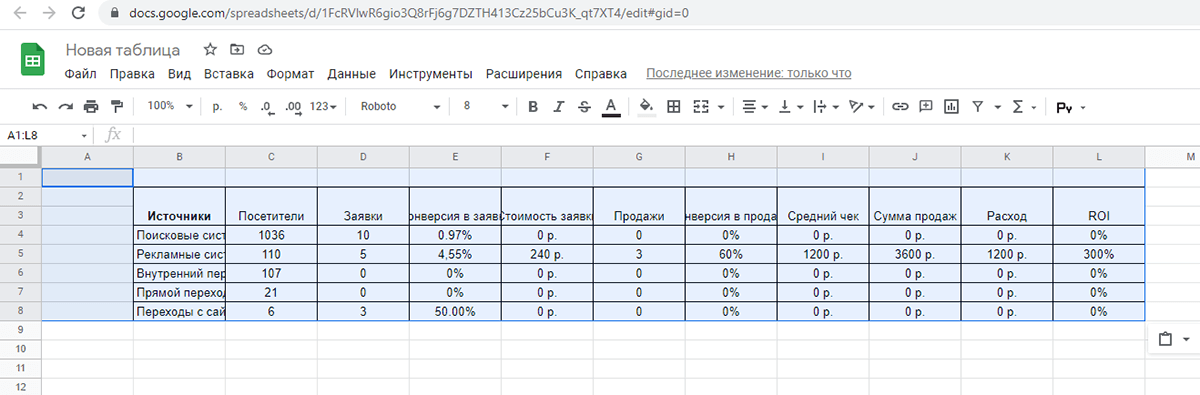 docs.google.com/spreadsheets/d/1FcRVlwR6gio3Q8rFj6g7DZTH413Cz25bCu3K_qt7XT4/edit#gid=0
Новая таблица
Файл Правка Вид Вставка Формат Данные Инструменты Расширения Справка Последнее изменение: только что
100% р. % .0 .00 123 Roboto 8 B I S A Σ Ру
A1:L8 fx
A B C D E F G H I J K L M
1
2
3 Источники Посетители Заявки онверсия в заяв Стоимость заявк Продажи нверсия в прода Средний чек Сумма продаж Расход ROI
4 Поисковые сист 1036 10 0.97% 0 р. 0 0% 0 р. 0 р. 0 р. 0%
5 Рекламные сист 110 5 4,55% 240 р. 3 60% 1200 р. 3600 р. 1200 р. 300%
6 Внутренний пер 107 0 0% 0 р. 0 0% 0 р. 0 р. 0 р. 0%
7 Прямой переход 21 0 0% 0 р. 0 0% 0 р. 0 р. 0 р. 0%
8 Переходы с сай 6 3 50.00% 0 р. 0 0% 0 р. 0 р. 0 р. 0%
9
10
11
12